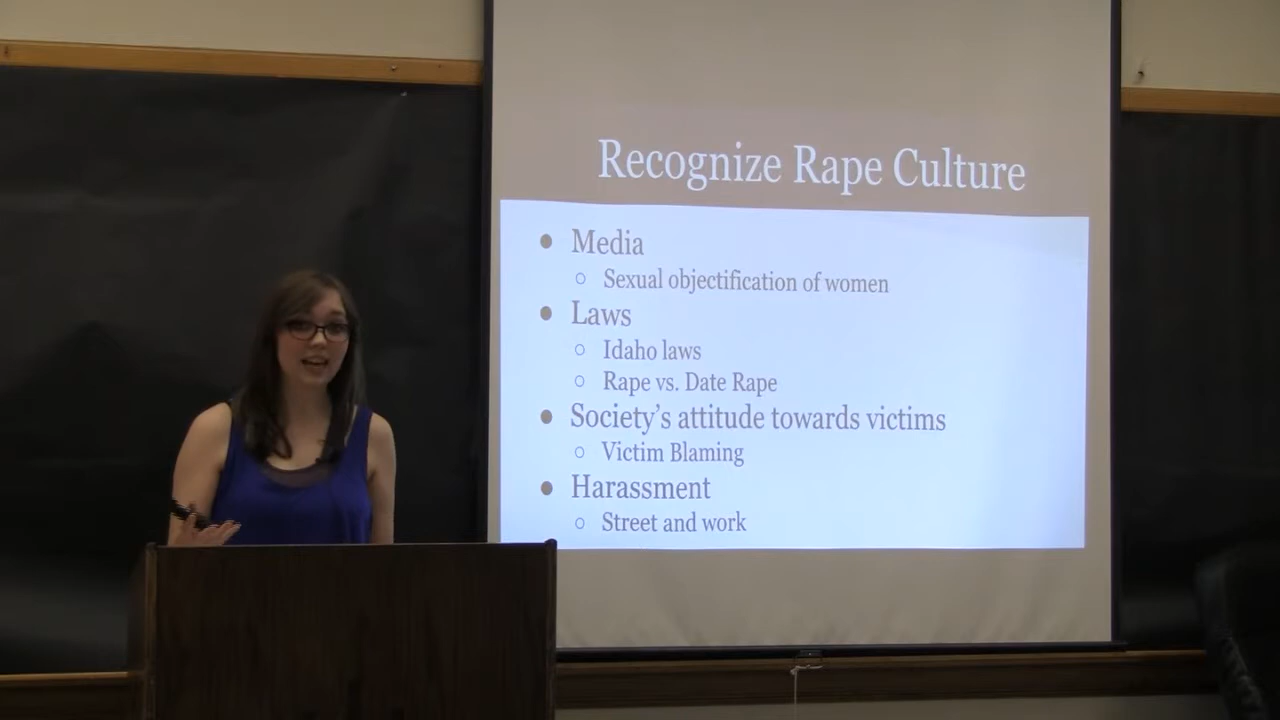 Recognize Rape Culture
● Media
○ Sexual objectification of women
● Laws
○ Idaho laws
○ Rape vs. Date Rape
● Society's attitude towards victims
○ Victim Blaming
● Harassment
○ Street and work